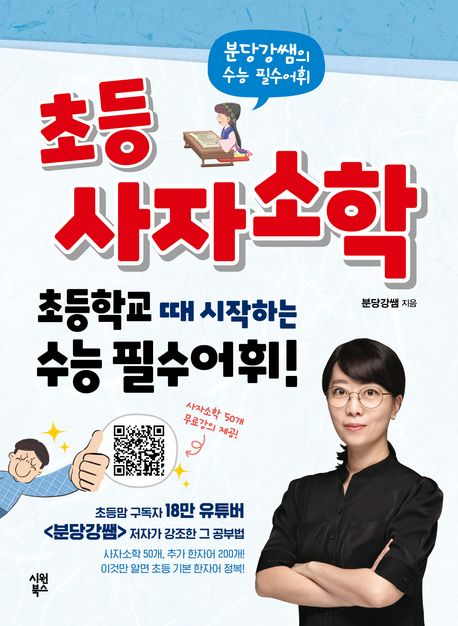 분당강쌤의
수능 필수어휘
초등
사자소학
분당강쌤 지음
초등학교 때 시작하는
수능 필수어휘!
사자소학 50개
무료강의 제공!
초등맘 구독자 18만 유튜버
<분당강쌤> 저자가 강조한 그 공부법
사자소학 50개, 추가 한자어 200개!
이것만 알면 초등 기본 한자어 정복!
시원
북스